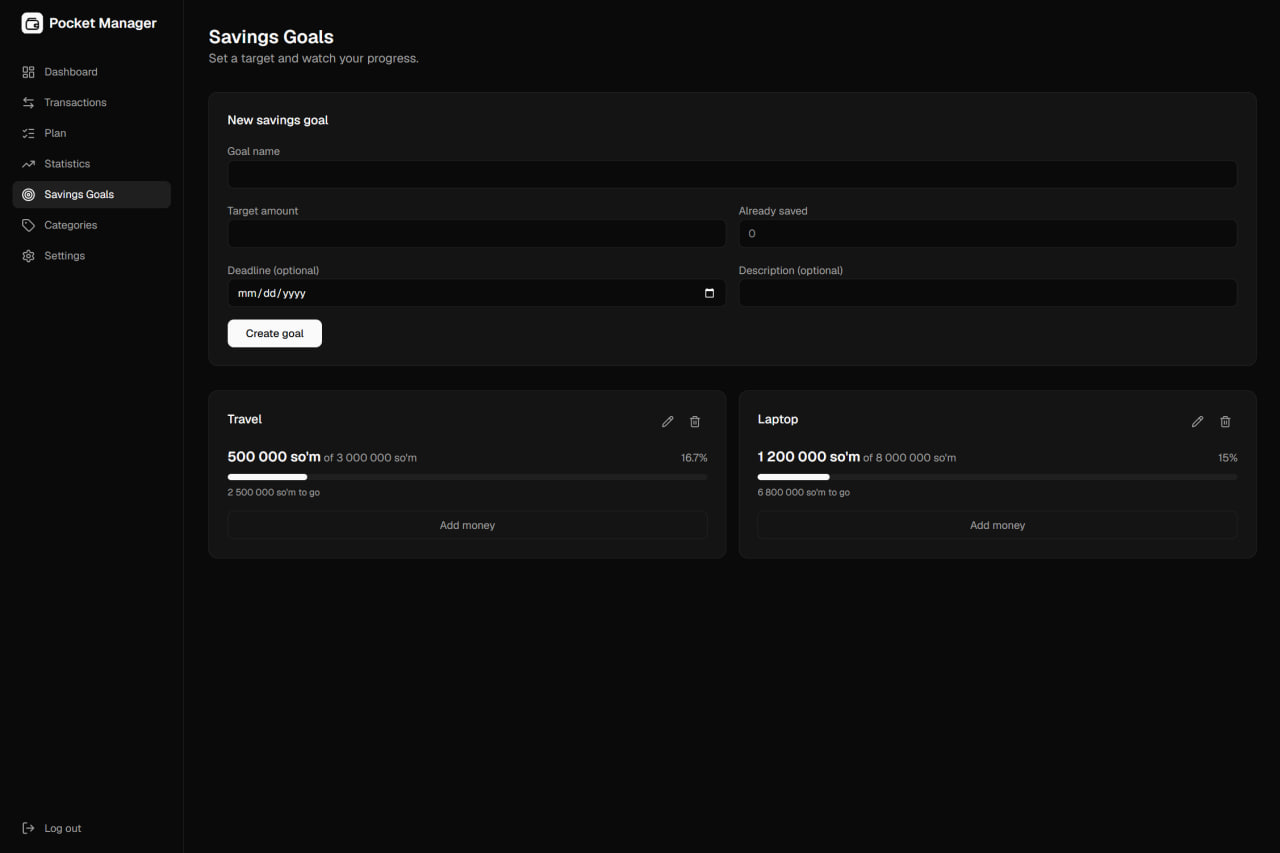 Pocket Manager
Dashboard
Transactions
Plan
Statistics
Savings Goals
Categories
Settings
Log out
Savings Goals
Set a target and watch your progress.
New savings goal
Goal name
Target amount
Already saved
0
Deadline (optional)
Description (optional)
mm/dd/yyyy
Create goal
Travel
500 000 so'm of 3 000 000 so'm
16.7%
2 500 000 so'm to go
Add money
Laptop
1 200 000 so'm of 8 000 000 so'm
15%
6 800 000 so'm to go
Add money